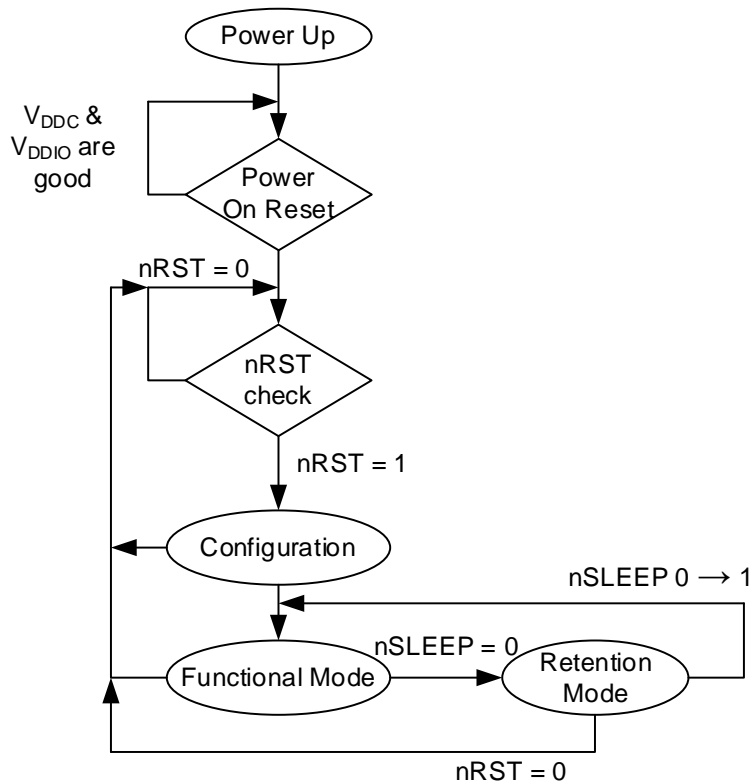 Power Up
V_DDC &
V_DDIO are
good
Power
On Reset
nRST = 0
nRST
check
nRST = 1
Configuration
nSLEEP 0 → 1
Functional Mode
nSLEEP = 0
Retention
Mode
nRST = 0